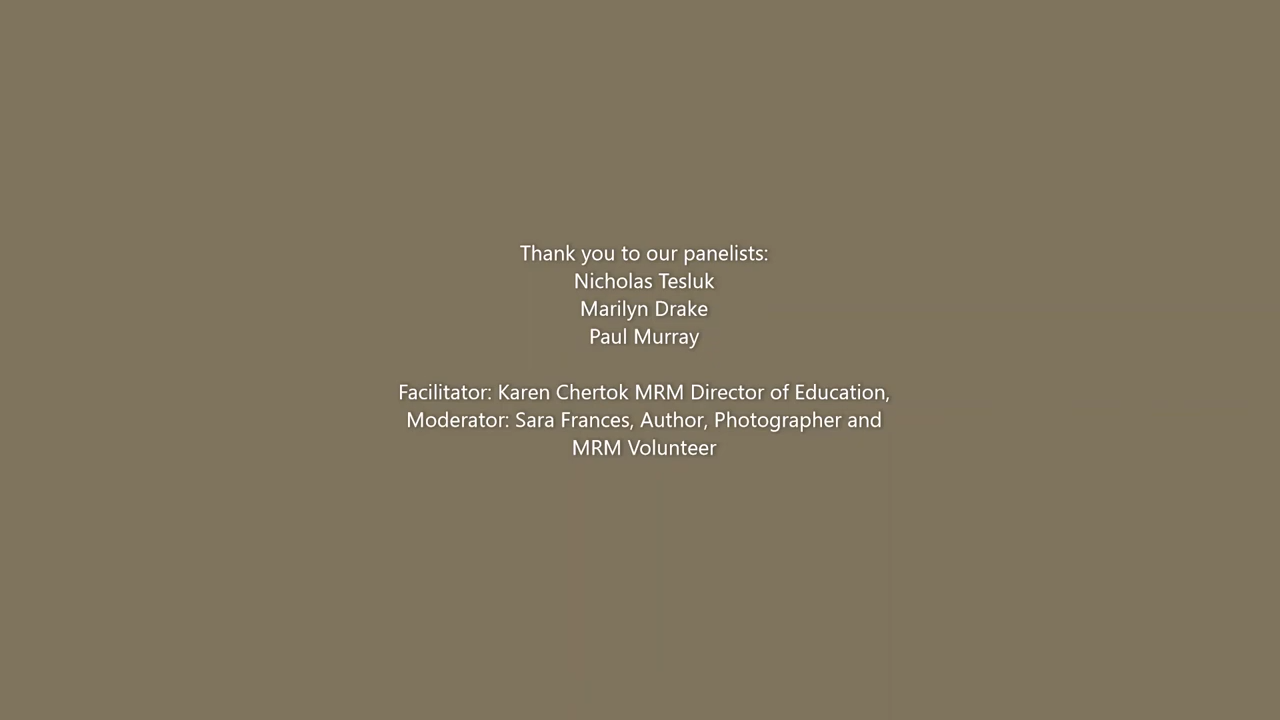 Thank you to our panelists:
Nicholas Tesluk
Marilyn Drake
Paul Murray
Facilitator: Karen Chertok MRM Director of Education,
Moderator: Sara Frances, Author, Photographer and
MRM Volunteer